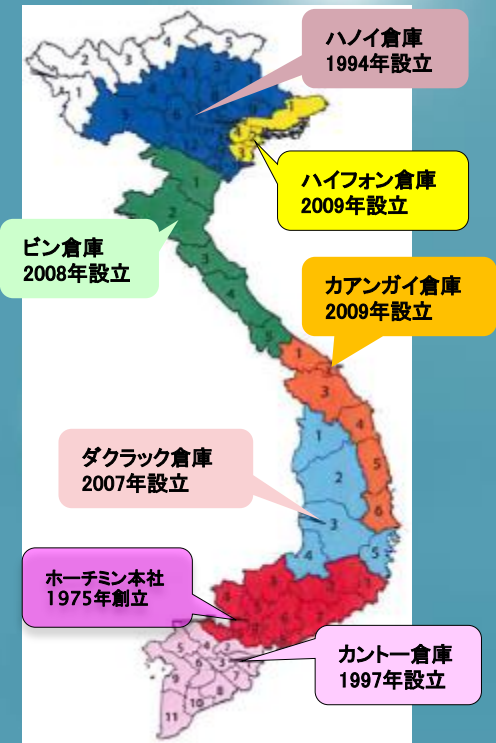 ハノイ倉庫
1994年設立
ハイフォン倉庫
2009年設立
ビン倉庫
2008年設立
カアンガイ倉庫
2009年設立
ダクラック倉庫
2007年設立
ホーチミン本社
1975年創立
カントー倉庫
1997年設立